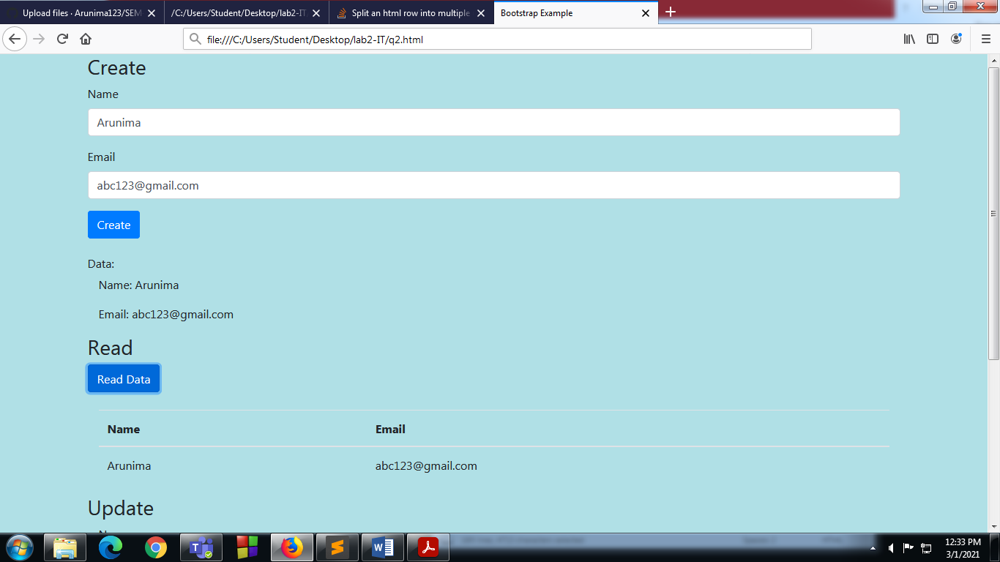 Upload files · Arunima123/SEM
/C:/Users/Student/Desktop/lab2-IT
Split an html row into multiple
Bootstrap Example
file:///C:/Users/Student/Desktop/lab2-IT/q2.html
Create
Name
Arunima
Email
abc123@gmail.com
Create
Data:
Name: Arunima
Email: abc123@gmail.com
Read
Read Data
Name Email
Arunima abc123@gmail.com
Update
12:33 PM
3/1/2021